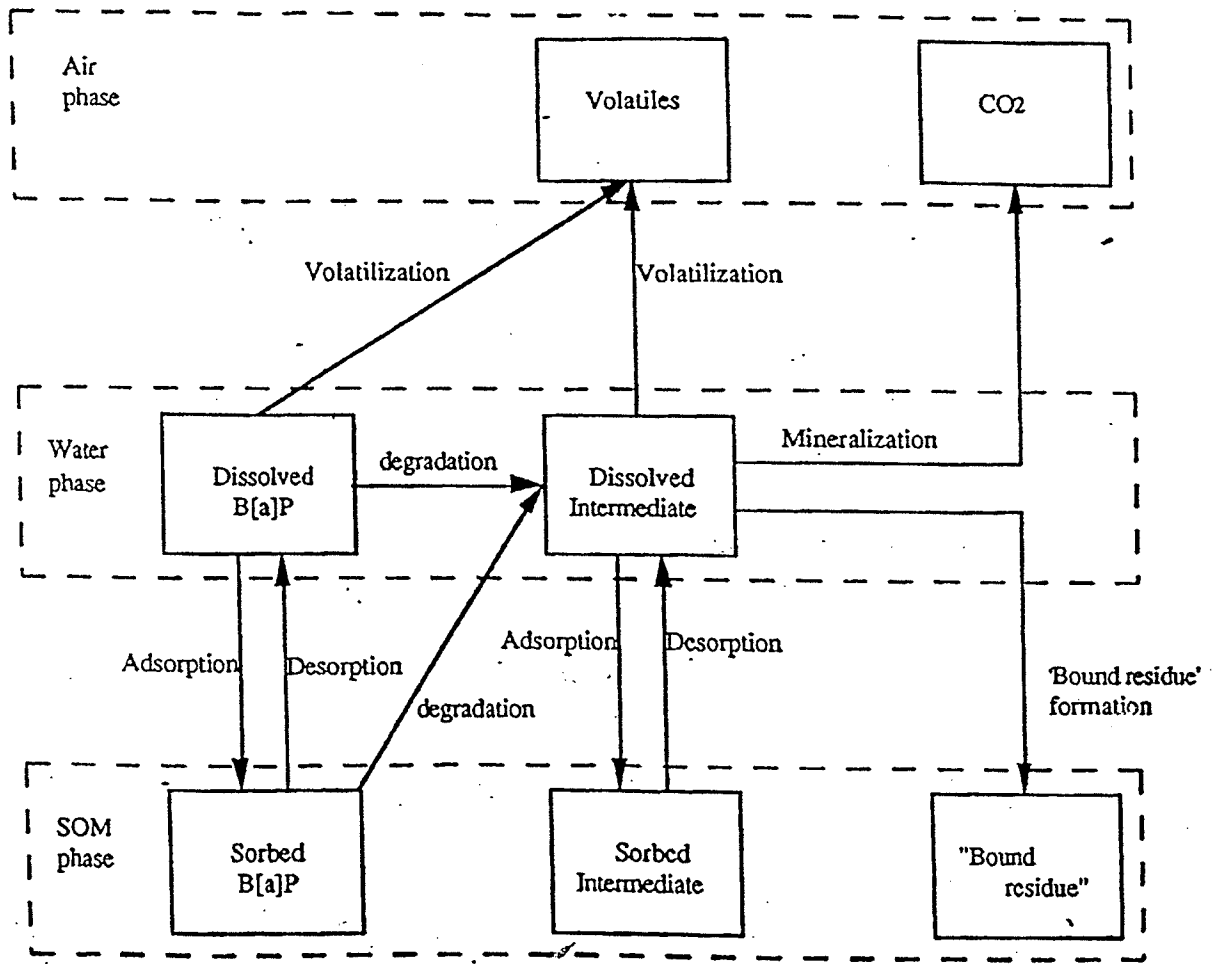 Air
phase
Volatiles
CO2
Volatilization
Volatilization
Water
phase
Dissolved
B[a]P
degradation
Dissolved
Intermediate
Mineralization
Adsorption
Desorption
degradation
Adsorption
Desorption
'Bound residue'
formation
SOM
phase
Sorbed
B[a]P
Sorbed
Intermediate
"Bound
residue"